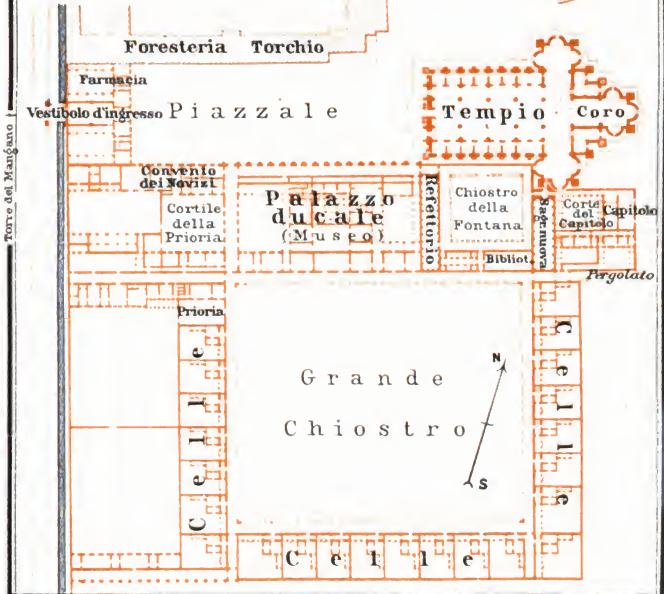 Foresteria Torchio
Farmacia
Vestibolo d'ingresso
Piazzale
Tempio
Coro
Torre del Mangano
Convento
dei Novizi
Cortile
della
Prioria
Palazzo
ducale
(Museo)
Refettorio
Chiostro
della
Fontana
Bibliot.
Sagr. nuova
Corte
del
Capitolo
Capitolo
Pergolato
Prioria
Celle
Grande
Chiostro
N
S
Celle
Celle